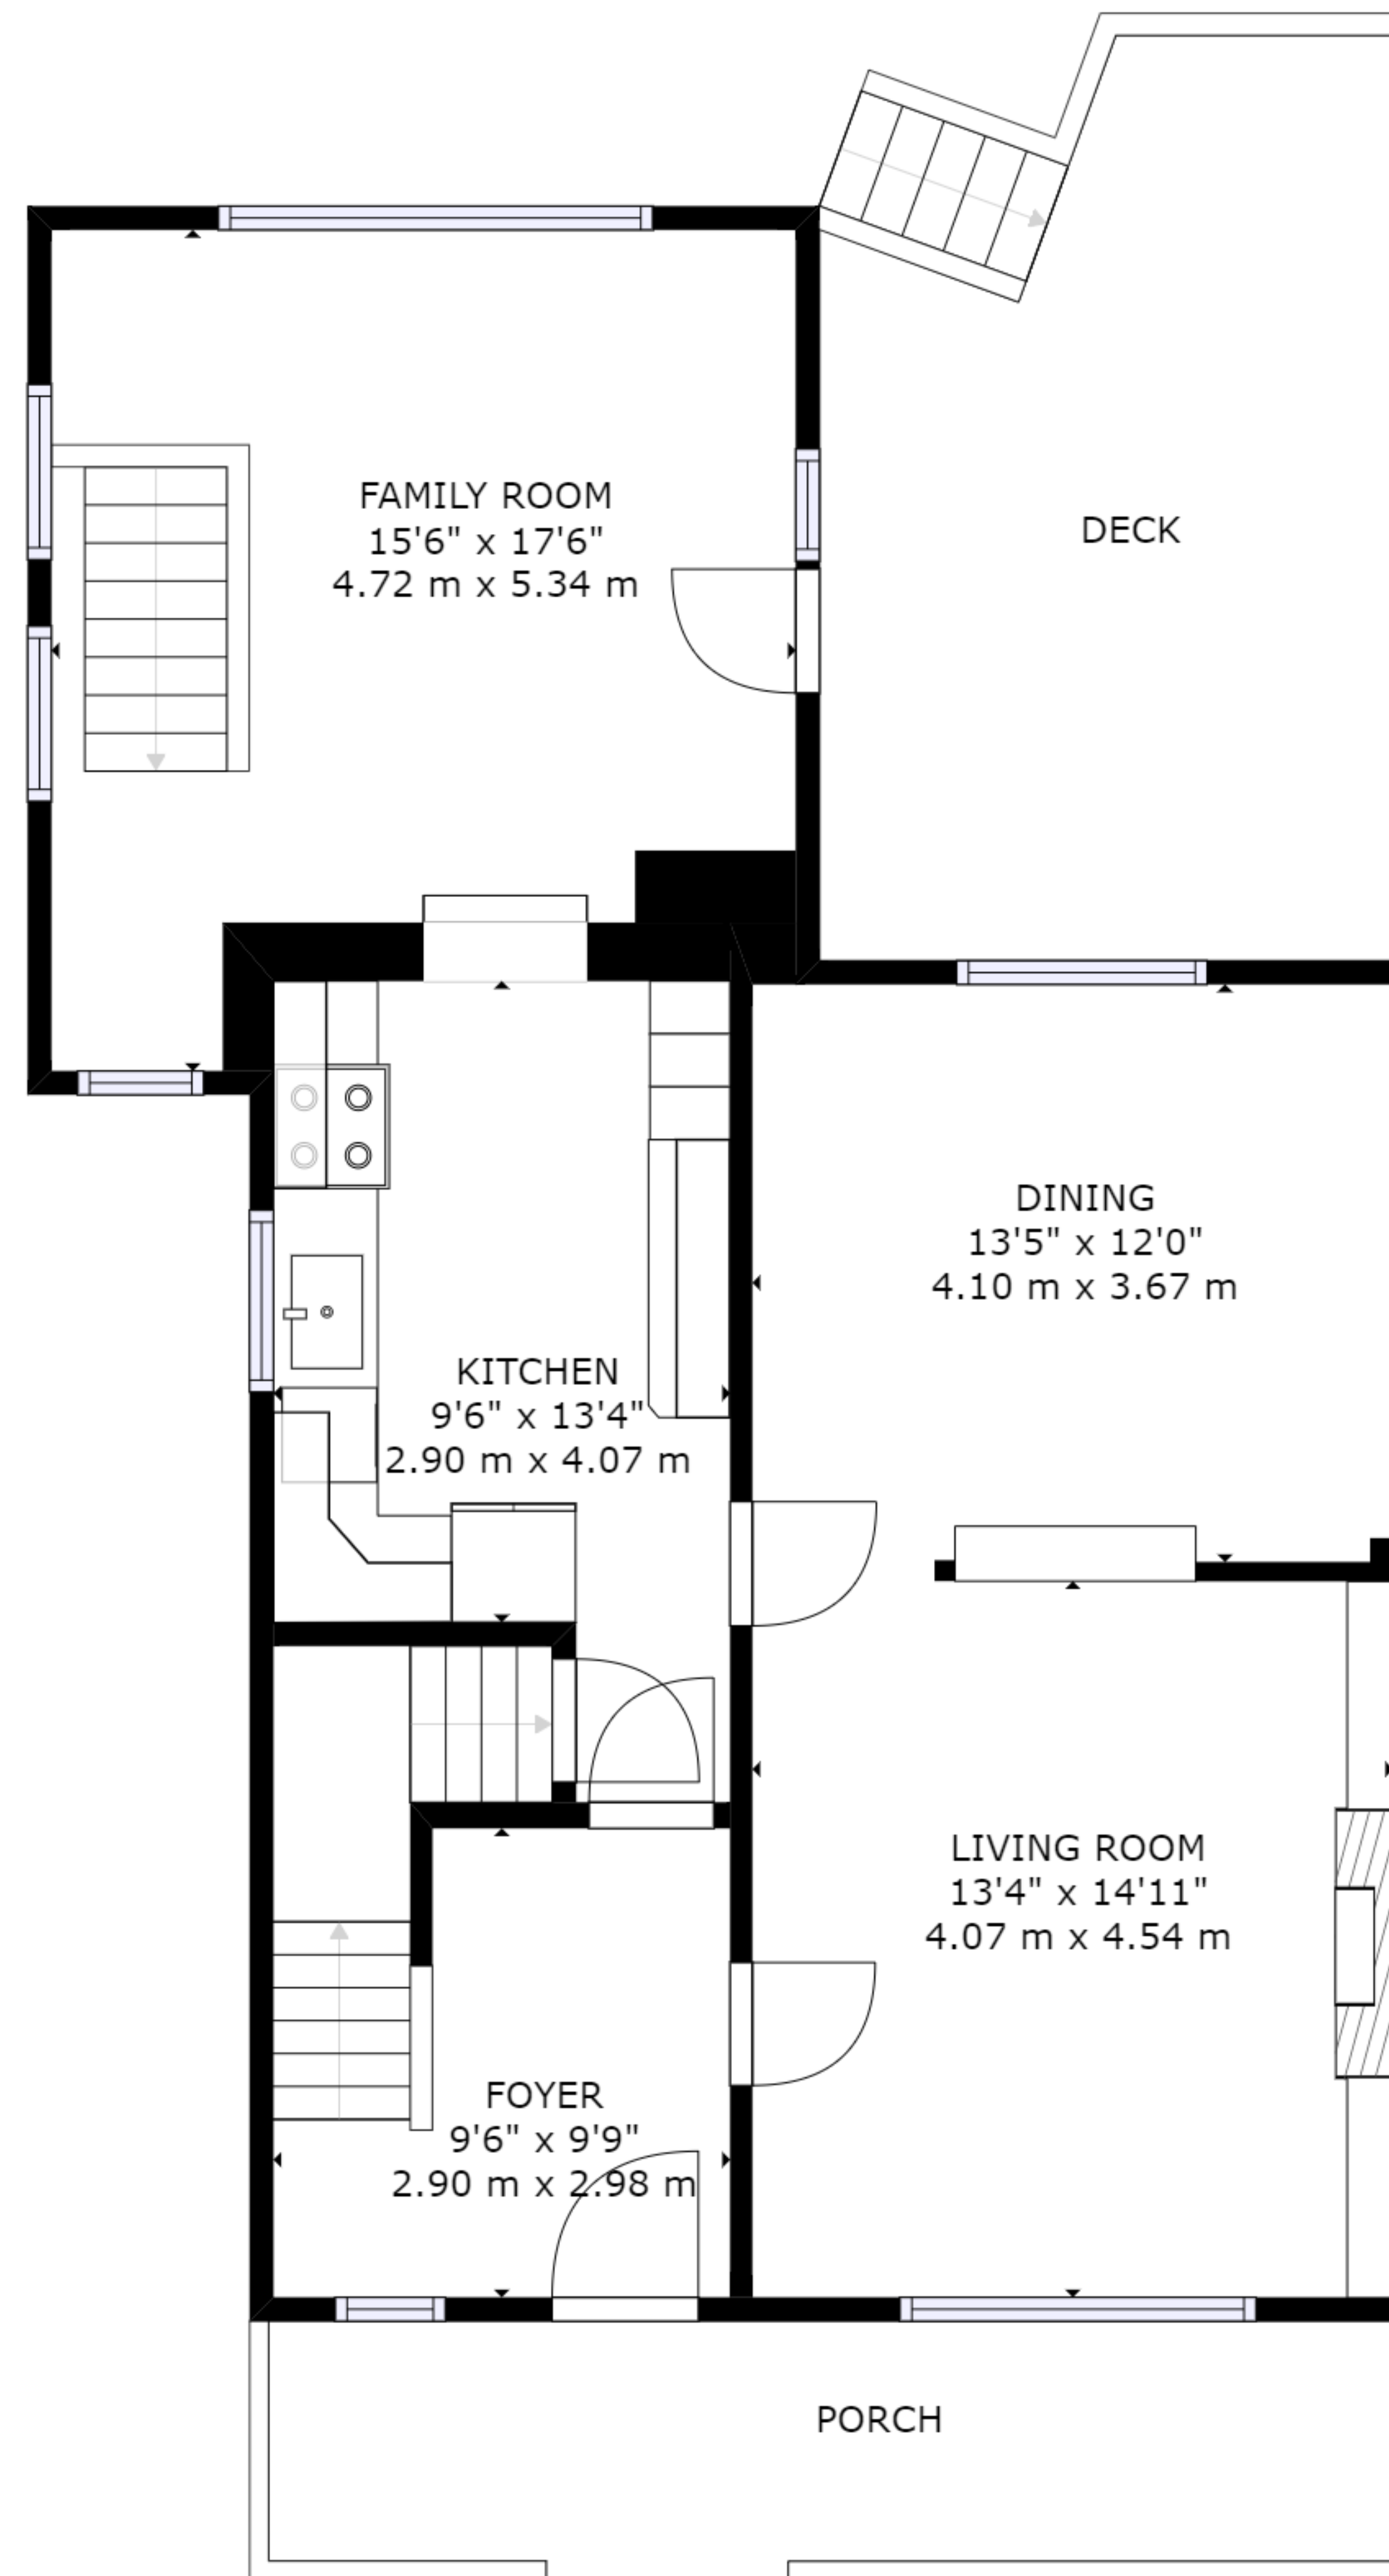 FAMILY ROOM
15'6" x 17'6"
4.72 m x 5.34 m
DECK
DINING
13'5" x 12'0"
4.10 m x 3.67 m
KITCHEN
9'6" x 13'4"
2.90 m x 4.07 m
LIVING ROOM
13'4" x 14'11"
4.07 m x 4.54 m
FOYER
9'6" x 9'9"
2.90 m x 2.98 m
PORCH